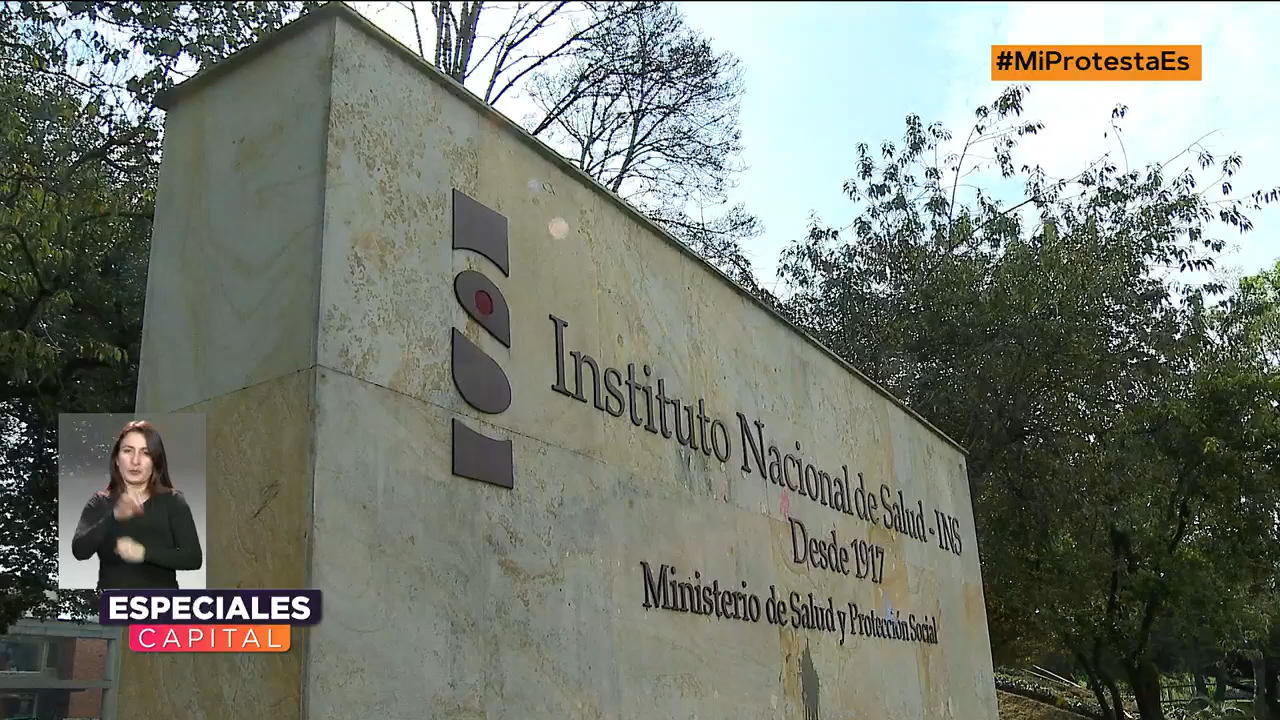 #MiProtestaEs
Instituto Nacional de Salud - INS
Desde 1917
Ministerio de Salud y Protección Social
ESPECIALES
CAPITAL